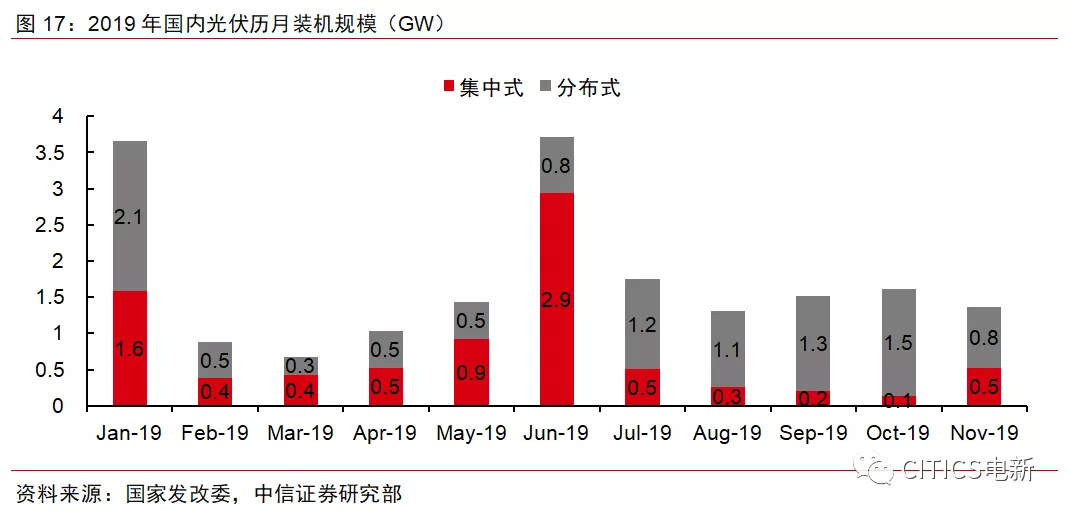 图 17：2019 年国内光伏历月装机规模（GW）
集中式 分布式
4
3.5
3
2.5
2
1.5
1
0.5
0
2.1 0.5 0.3 0.5 0.5 0.8 1.2 1.1 1.3 1.5 0.8
1.6 0.4 0.4 0.5 0.9 2.9 0.5 0.3 0.2 0.1 0.5
Jan-19 Feb-19 Mar-19 Apr-19 May-19 Jun-19 Jul-19 Aug-19 Sep-19 Oct-19 Nov-19
CITICS电新
资料来源：国家发改委，中信证券研究部